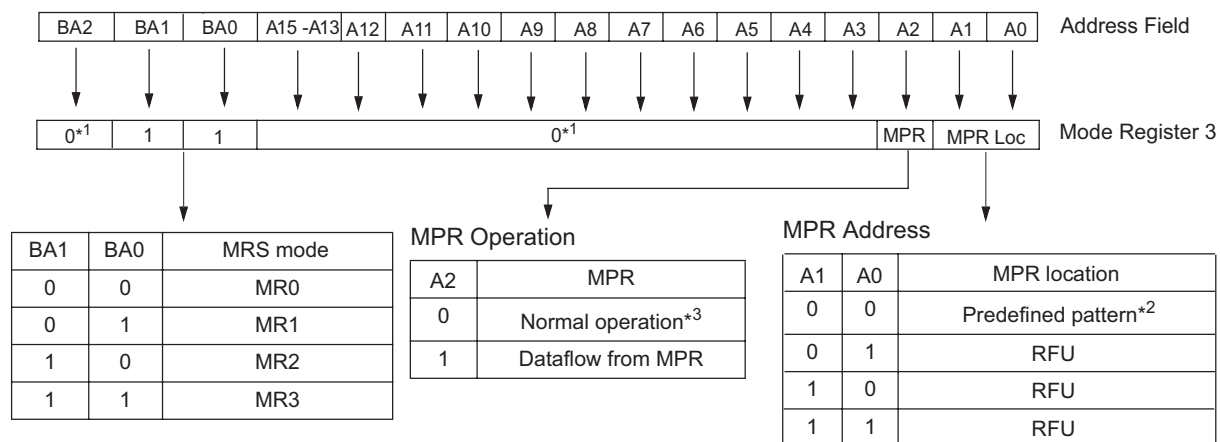 BA2 BA1 BA0 A15 -A13 A12 A11 A10 A9 A8 A7 A6 A5 A4 A3 A2 A1 A0 Address Field
0*1 1 1 0*1 MPR MPR Loc Mode Register 3
BA1 BA0 MRS mode
0 0 MR0
0 1 MR1
1 0 MR2
1 1 MR3
MPR Operation
A2 MPR
0 Normal operation*3
1 Dataflow from MPR
MPR Address
A1 A0 MPR location
0 0 Predefined pattern*2
0 1 RFU
1 0 RFU
1 1 RFU